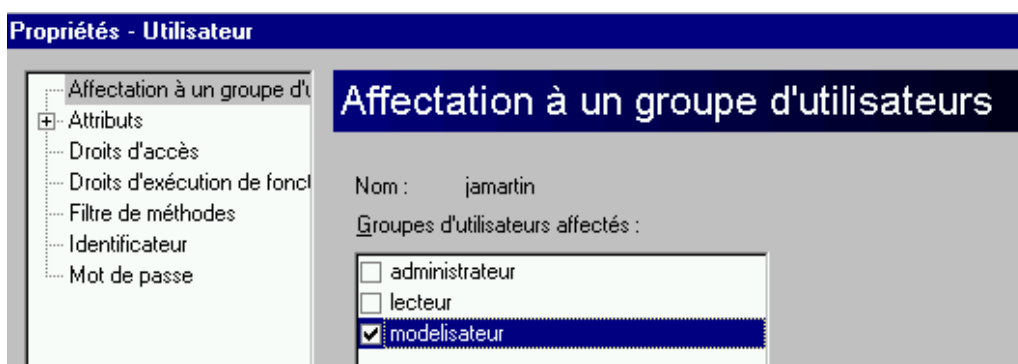 Propriétés - Utilisateur
Affectation à un groupe d'u
Attributs
Droits d'accès
Droits d'exécution de fonct
Filtre de méthodes
Identificateur
Mot de passe
Affectation à un groupe d'utilisateurs
Nom : jamartin
Groupes d'utilisateurs affectés :
administrateur
lecteur
modelisateur